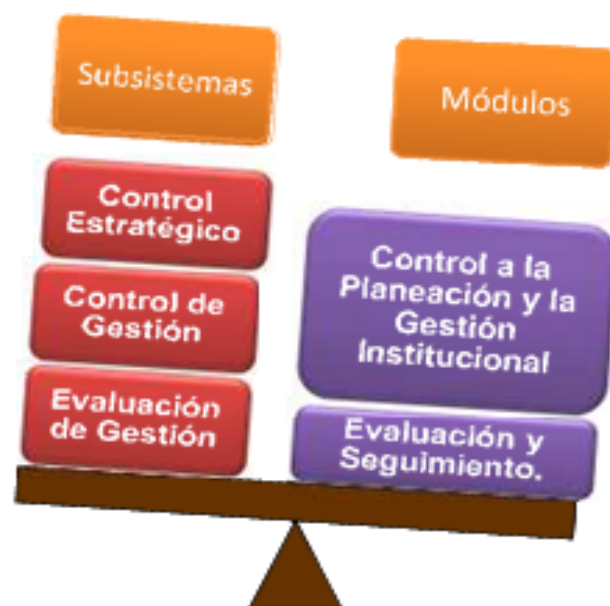 Subsistemas
Módulos
Control
Estratégico
Control de
Gestión
Evaluación
de Gestión
Control a la
Planeación y la
Gestión
Institucional
Evaluación y
Seguimiento.